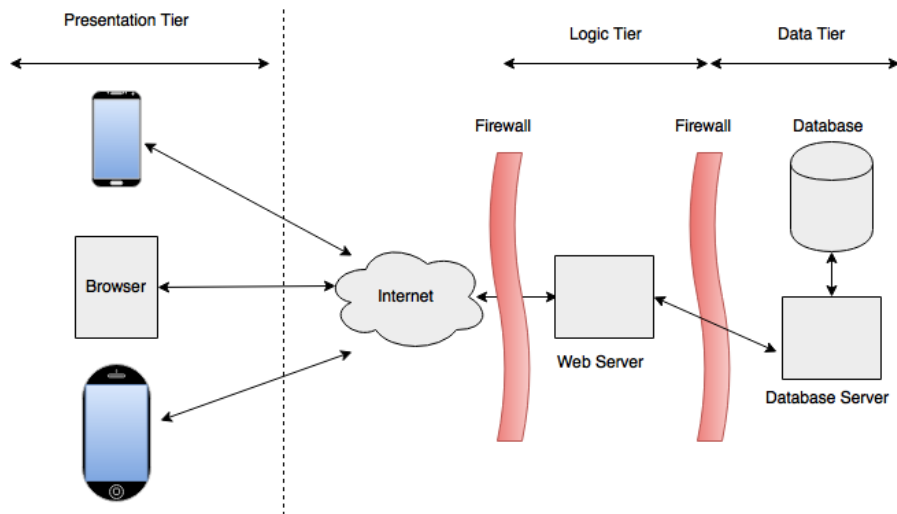 Presentation Tier
Logic Tier
Data Tier
Firewall
Firewall
Database
Browser
Internet
Web Server
Database Server